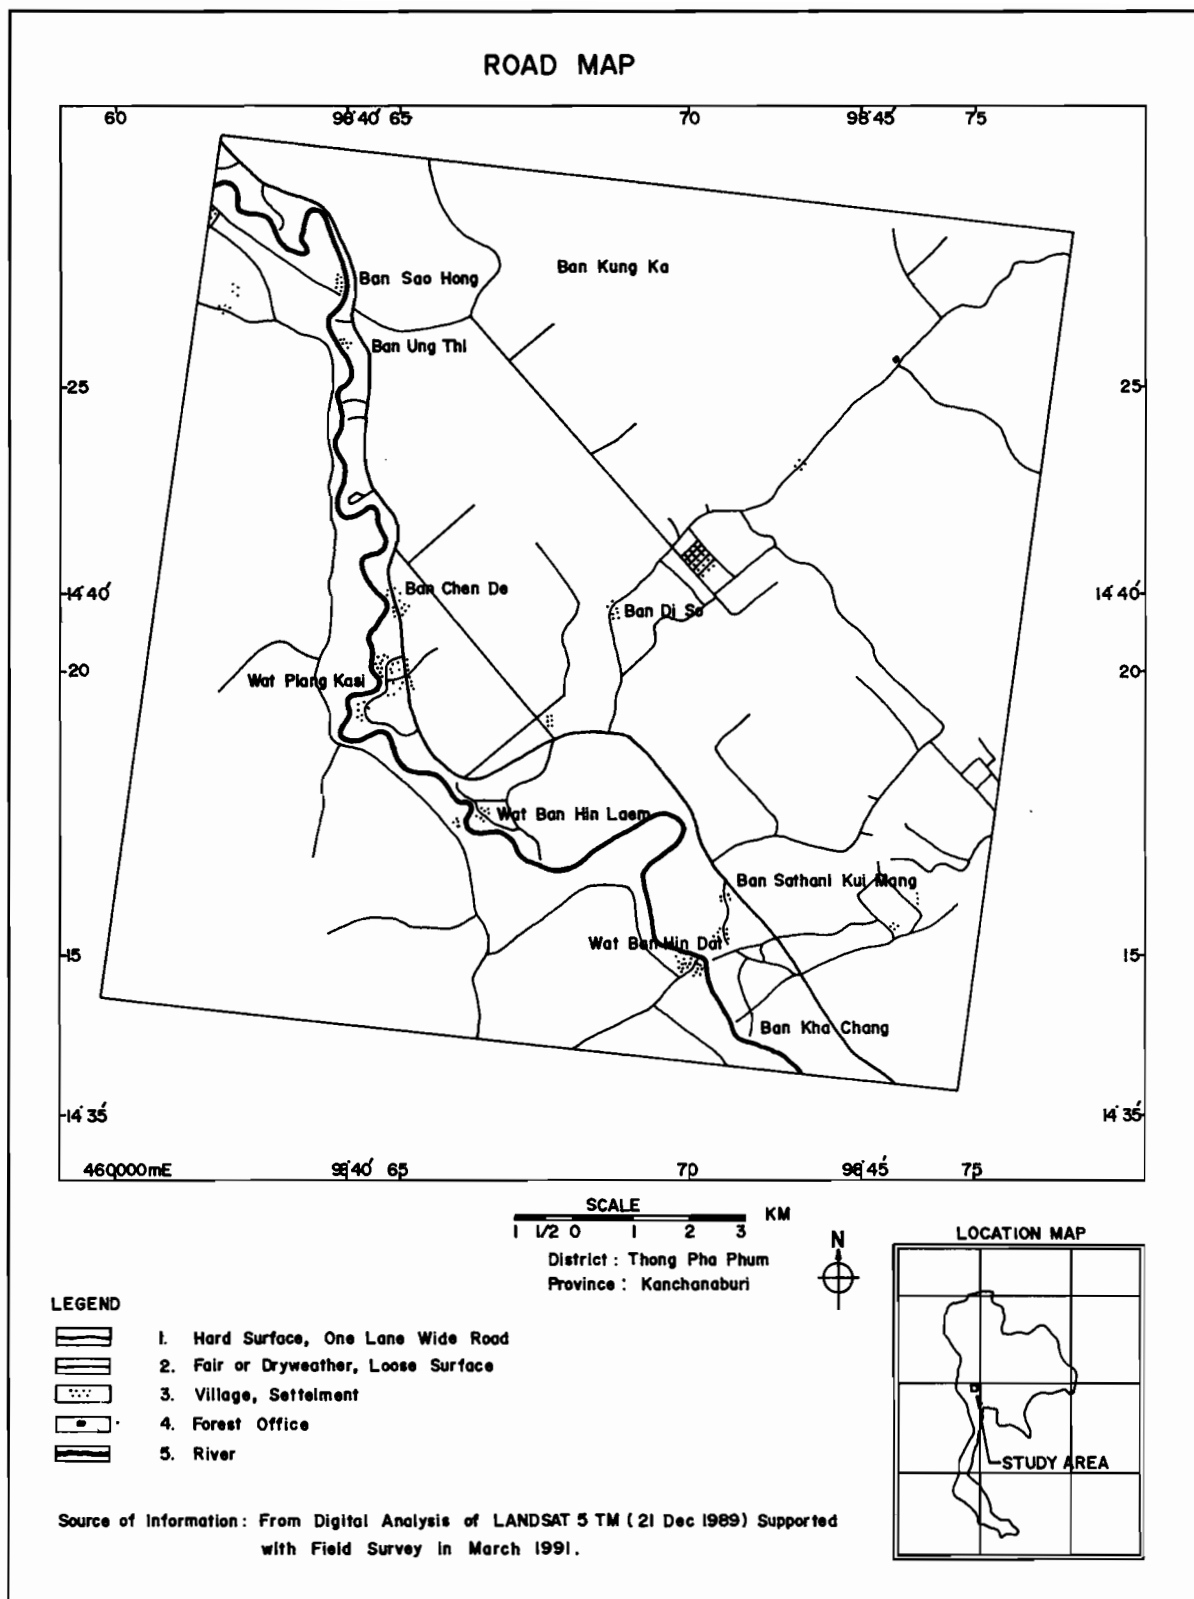 ROAD MAP
60 98°40' 65 70 98°45' 75
Ban Kung Ka
Ban Sao Hong
Ban Ung Thi
25 25
Ban Chen De
14°40' 14°40'
Ban Di So
20 20
Wat Plang Kasi
Wat Ban Hin Laem
Ban Sathani Kui Mang
Wat Ban Hin Dat
15 15
Ban Kha Chang
14°35' 14°35'
460000mE 98°40' 65 70 98°45' 75
SCALE
KM
1 1/2 0 1 2 3
District : Thong Pha Phum
Province : Kanchanaburi
N
LOCATION MAP
STUDY AREA
LEGEND
1. Hard Surface, One Lane Wide Road
2. Fair or Dryweather, Loose Surface
3. Village, Settelment
4. Forest Office
5. River
Source of Information : From Digital Analysis of LANDSAT 5 TM ( 21 Dec 1989) Supported
with Field Survey in March 1991.